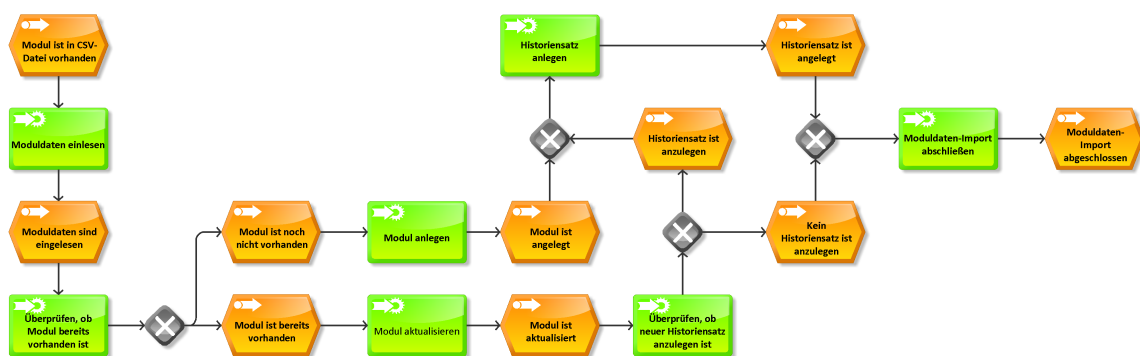 Modul ist in CSV-
Datei vorhanden
Moduldaten einlesen
Moduldaten sind
eingelesen
Überprüfen, ob
Modul bereits
vorhanden ist
Modul ist noch
nicht vorhanden
Modul anlegen
Modul ist
angelegt
Modul ist bereits
vorhanden
Modul aktualisieren
Modul ist
aktualisiert
Überprüfen, ob
neuer Historiensatz
anzulegen ist
Historiensatz ist
anzulegen
Kein
Historiensatz ist
anzulegen
Historiensatz
anlegen
Historiensatz ist
angelegt
Moduldaten-Import
abschließen
Moduldaten-
Import
abgeschlossen